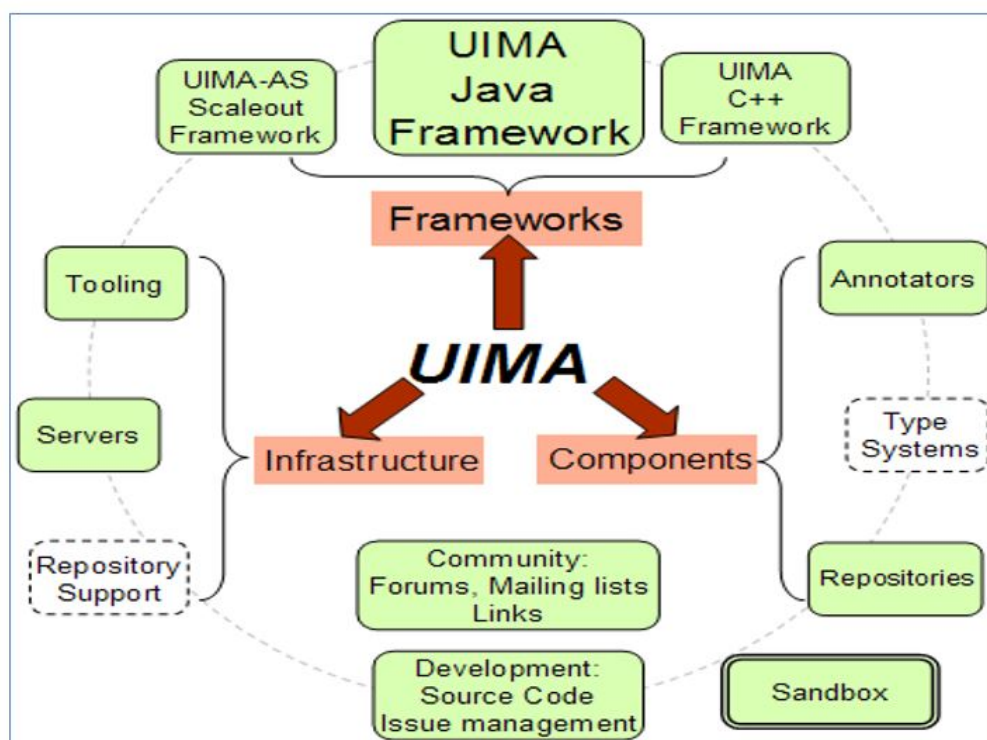 UIMA
Java
Framework
UIMA-AS
Scaleout
Framework
UIMA
C++
Framework
Frameworks
Tooling
Annotators
UIMA
Servers
Type
Systems
Infrastructure
Components
Repository
Support
Community:
Forums, Mailing lists
Links
Repositories
Development:
Source Code
Issue management
Sandbox